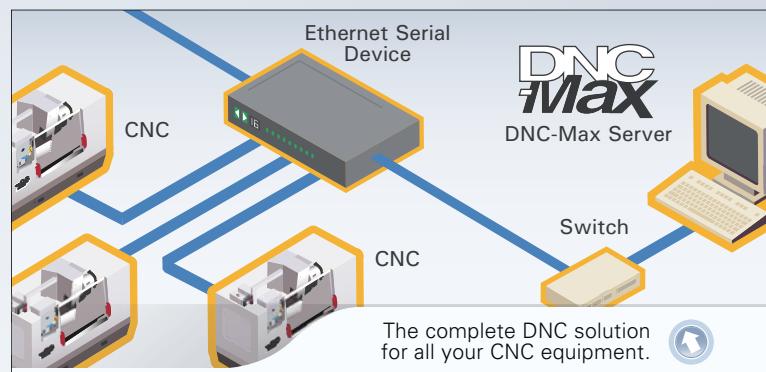 Ethernet Serial
Device
DNC
-Max
DNC-Max Server
CNC
16
Switch
CNC
The complete DNC solution
for all your CNC equipment.